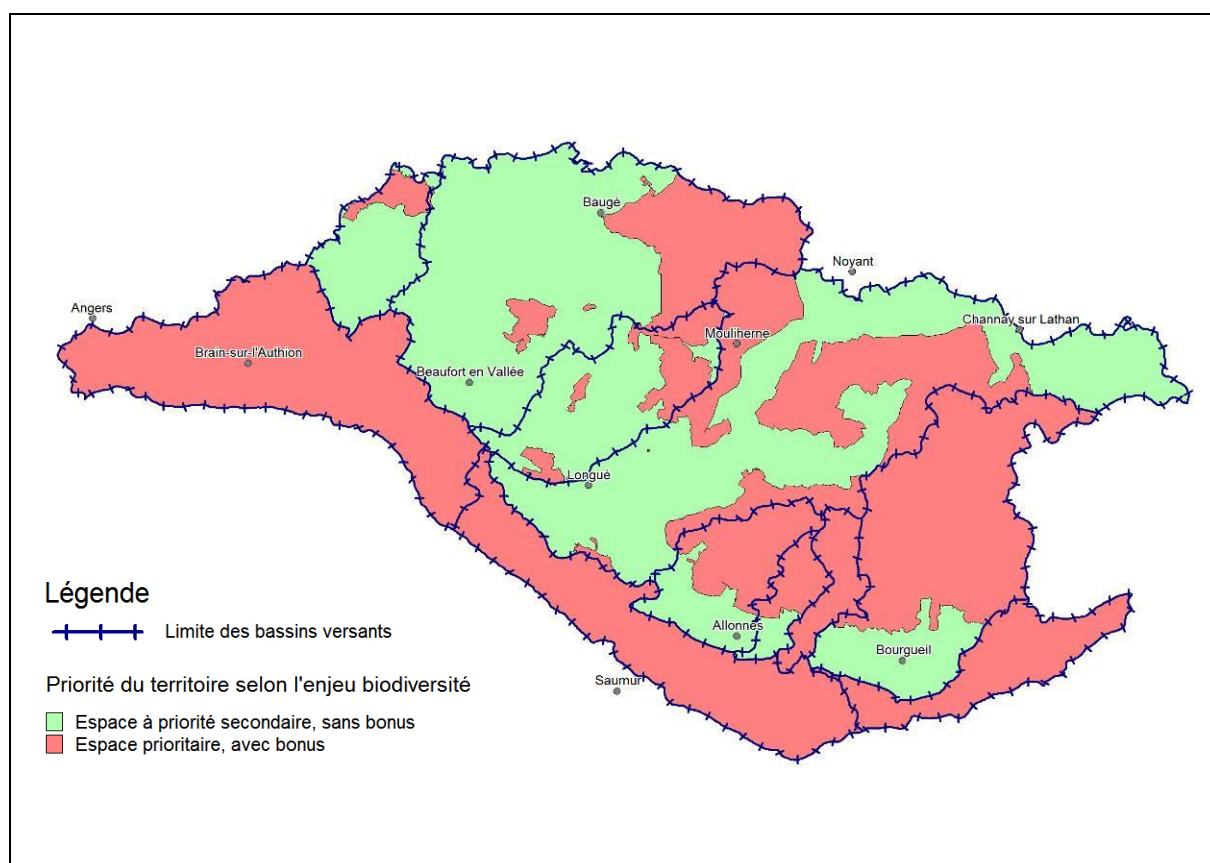 Baugé
Noyant
Angers
Channay sur Lathan
Mouliherne
Brain-sur-l'Authion
Beaufort en Vallée
Longué
Légende
Limite des bassins versants
Allonnes
Bourgueil
Priorité du territoire selon l'enjeu biodiversité
Saumur
Espace à priorité secondaire, sans bonus
Espace prioritaire, avec bonus